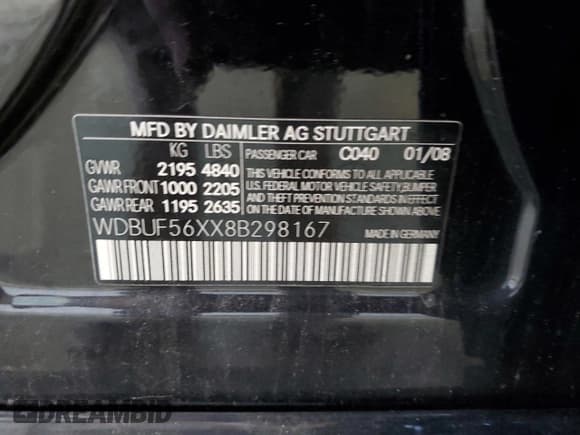 MFD BY DAIMLER AG STUTTGART
KG LBS PASSENGER CAR C040 01/08
GVWR 2195 4840 THIS VEHICLE CONFORMS TO ALL APPLICABLE
GAWR FRONT 1000 2205 U.S. FEDERAL MOTOR VEHICLE SAFETY, BUMPER
GAWR REAR 1195 2635 AND THEFT PREVENTION STANDARDS IN
EFFECT ON THE DATE OF MANUFACTURE SHOWN ABOVE
WDBUF56XX8B298167 MADE IN GERMANY
DREAMBID